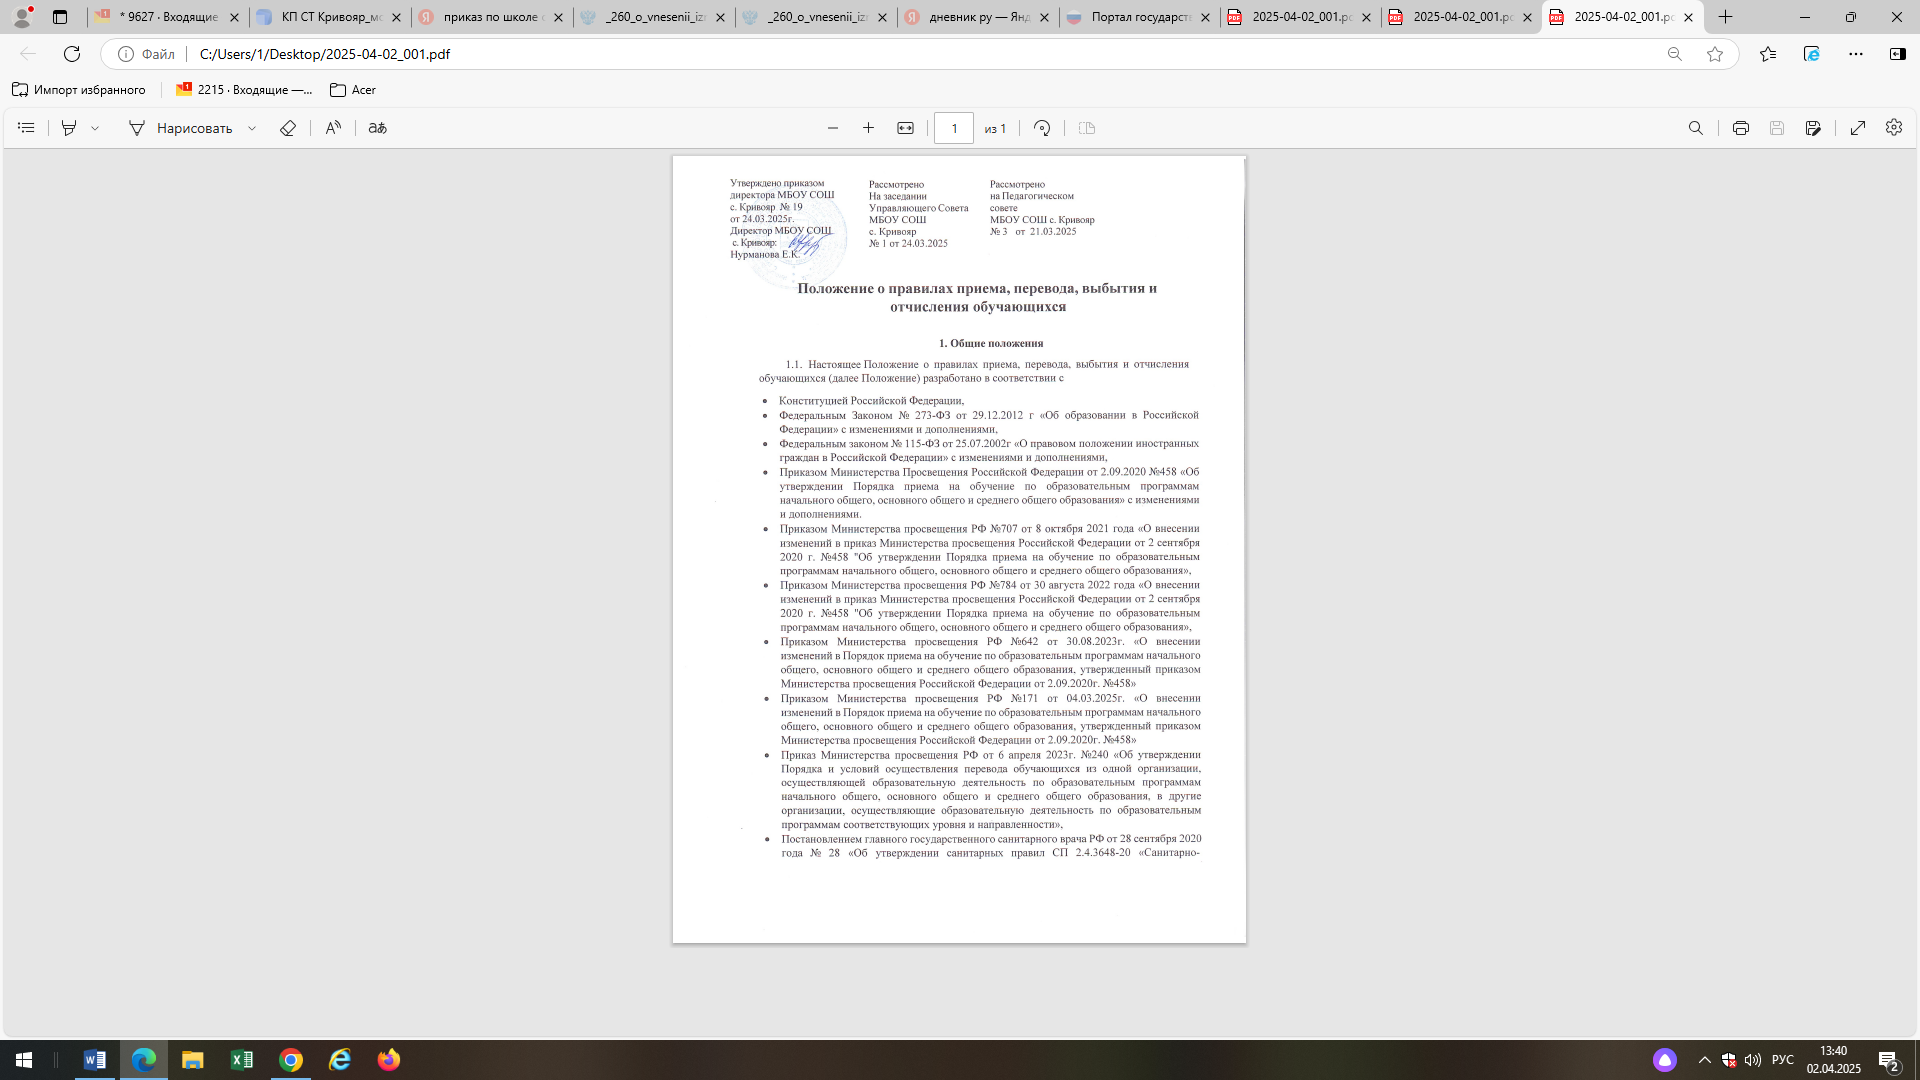 * 9627 · Входящие
КП СТ Кривояр_мо
приказ по школе о
_260_o_vnesenii_izn
_260_o_vnesenii_izn
дневник ру — Янд
Портал государств
2025-04-02_001.pd
2025-04-02_001.pd
2025-04-02_001.pd
Файл
C:/Users/1/Desktop/2025-04-02_001.pdf
Импорт избранного
2215 · Входящие —...
Acer
Нарисовать
1
из 1
Утверждено приказом
директора МБОУ СОШ
с. Кривояр № 19
от 24.03.2025г.
Директор МБОУ СОШ
с. Кривояр:
Нурманова Е.К.
Рассмотрено
На заседании
Управляющего Совета
МБОУ СОШ
с. Кривояр
№ 1 от 24.03.2025
Рассмотрено
на Педагогическом
совете
МБОУ СОШ с. Кривояр
№ 3 от 21.03.2025
Положение о правилах приема, перевода, выбытия и
отчисления обучающихся
1. Общие положения
1.1. Настоящее Положение о правилах приема, перевода, выбытия и отчисления
обучающихся (далее Положение) разработано в соответствии с
• Конституцией Российской Федерации,
• Федеральным Законом № 273-ФЗ от 29.12.2012 г «Об образовании в Российской
Федерации» с изменениями и дополнениями,
• Федеральным законом № 115-ФЗ от 25.07.2002г «О правовом положении иностранных
граждан в Российской Федерации» с изменениями и дополнениями,
• Приказом Министерства Просвещения Российской Федерации от 2.09.2020 №458 «Об
утверждении Порядка приема на обучение по образовательным программам
начального общего, основного общего и среднего общего образования» с изменениями
и дополнениями.
• Приказом Министерства просвещения РФ №707 от 8 октября 2021 года «О внесении
изменений в приказ Министерства просвещения Российской Федерации от 2 сентября
2020 г. №458 "Об утверждении Порядка приема на обучение по образовательным
программам начального общего, основного общего и среднего общего образования»,
• Приказом Министерства просвещения РФ №784 от 30 августа 2022 года «О внесении
изменений в приказ Министерства просвещения Российской Федерации от 2 сентября
2020 г. №458 "Об утверждении Порядка приема на обучение по образовательным
программам начального общего, основного общего и среднего общего образования»,
• Приказом Министерства просвещения РФ №642 от 30.08.2023г. «О внесении
изменений в Порядок приема на обучение по образовательным программам начального
общего, основного общего и среднего общего образования, утвержденный приказом
Министерства просвещения Российской Федерации от 2.09.2020г. №458»
• Приказом Министерства просвещения РФ №171 от 04.03.2025г. «О внесении
изменений в Порядок приема на обучение по образовательным программам начального
общего, основного общего и среднего общего образования, утвержденный приказом
Министерства просвещения Российской Федерации от 2.09.2020г. №458»
• Приказ Министерства просвещения РФ от 6 апреля 2023г. №240 «Об утверждении
Порядка и условий осуществления перевода обучающихся из одной организации,
осуществляющей образовательную деятельность по образовательным программам
начального общего, основного общего и среднего общего образования, в другие
организации, осуществляющие образовательную деятельность по образовательным
программам соответствующих уровня и направленности»,
• Постановлением главного государственного санитарного врача РФ от 28 сентября 2020
года № 28 «Об утверждении санитарных правил СП 2.4.3648-20 «Санитарно-
РУС
13:40
02.04.2025
2